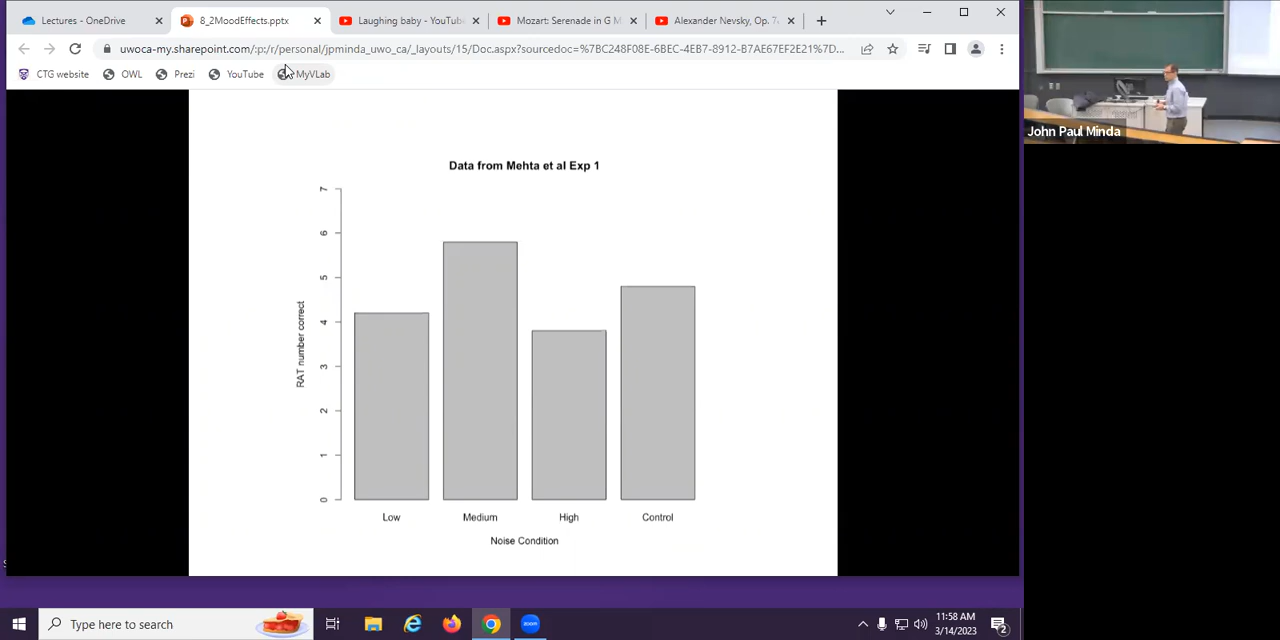 Lectures - OneDrive
8_2MoodEffects.pptx
Laughing baby - YouTube
Mozart: Serenade in G M
Alexander Nevsky, Op. 7
uwoca-my.sharepoint.com/:p:/r/personal/jpminda_uwo_ca/_layouts/15/Doc.aspx?sourcedoc=%7BC248F08E-6BEC-4EB7-8912-B7AE67EF2E21%7D...
CTG website
OWL
Prezi
YouTube
MyVLab
John Paul Minda
Data from Mehta et al Exp 1
7
6
5
4
3
2
1
0
RAT number correct
Low
Medium
High
Control
Noise Condition
Type here to search
zoom
11:58 AM
3/14/2023
2